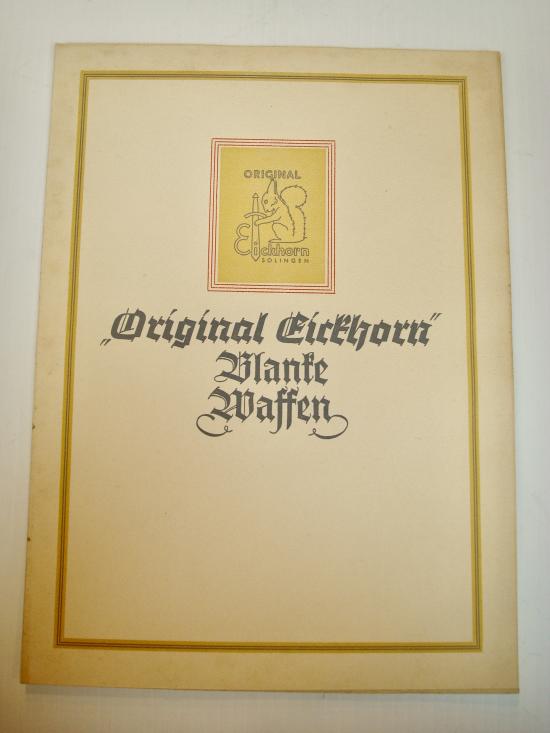 ORIGINAL
Eickhorn
SOLINGEN
„Original Eickhorn”
Blanke
Waffen